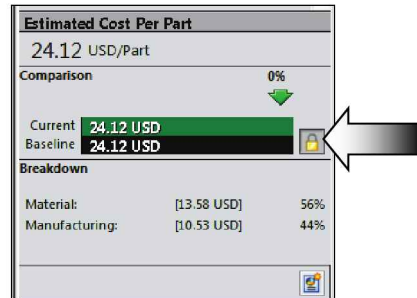 Estimated Cost Per Part
24.12 USD/Part
Comparison 0%
Current 24.12 USD
Baseline 24.12 USD
Breakdown
Material: [13.58 USD] 56%
Manufacturing: [10.53 USD] 44%